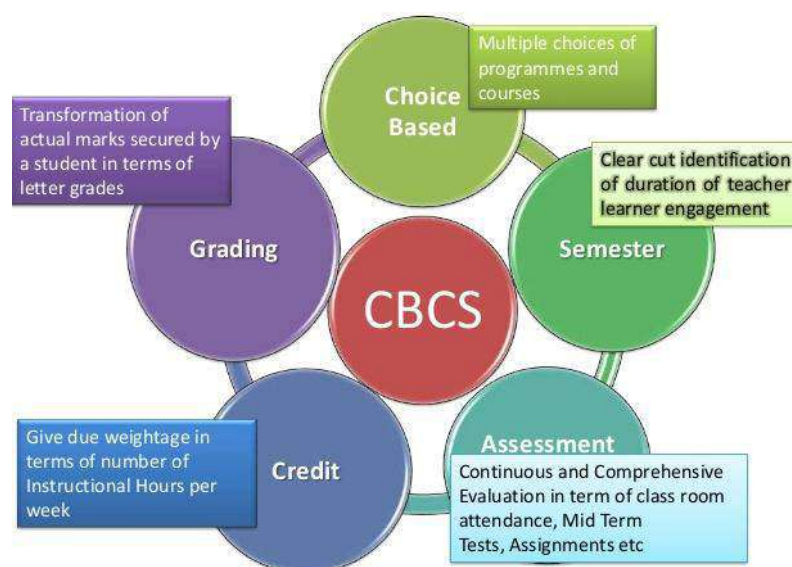 Choice
Based
Multiple choices of
programmes and
courses
Semester
Clear cut identification
of duration of teacher
learner engagement
Assessment
Continuous and Comprehensive
Evaluation in term of class room
attendance, Mid Term
Tests, Assignments etc
Credit
Give due weightage in
terms of number of
Instructional Hours per
week
Grading
Transformation of
actual marks secured by
a student in terms of
letter grades
CBCS